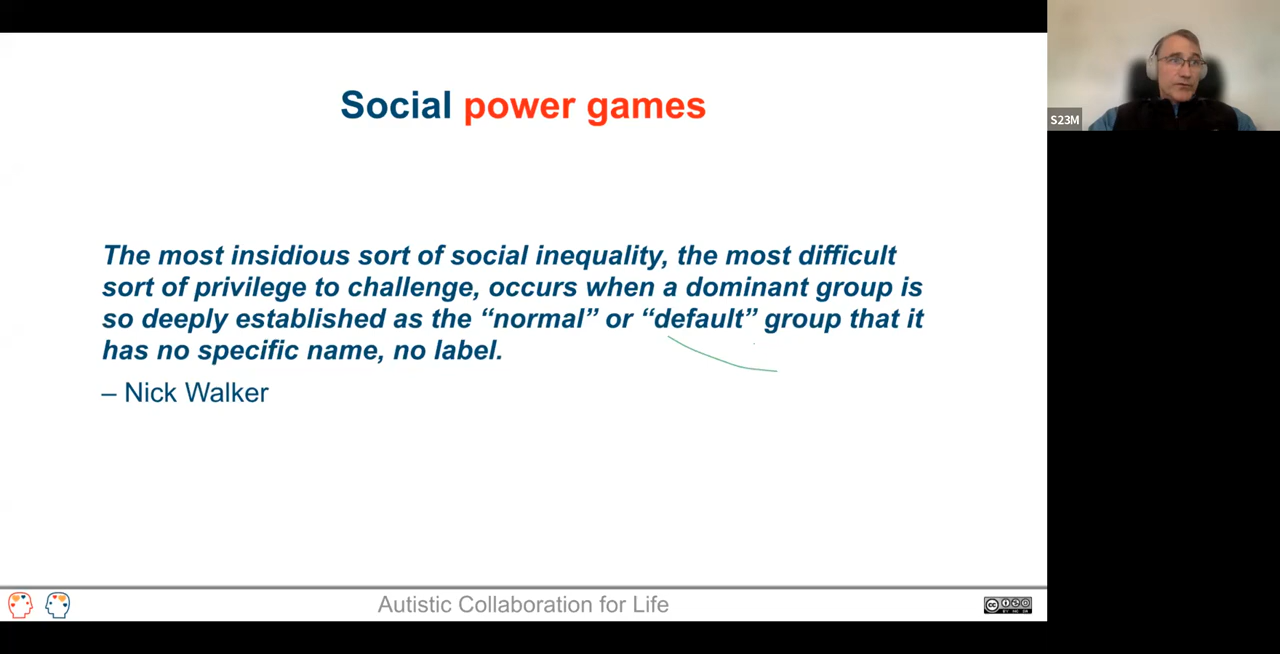 Social power games
S23M
The most insidious sort of social inequality, the most difficult
sort of privilege to challenge, occurs when a dominant group is
so deeply established as the “normal” or “default” group that it
has no specific name, no label.
– Nick Walker
Autistic Collaboration for Life